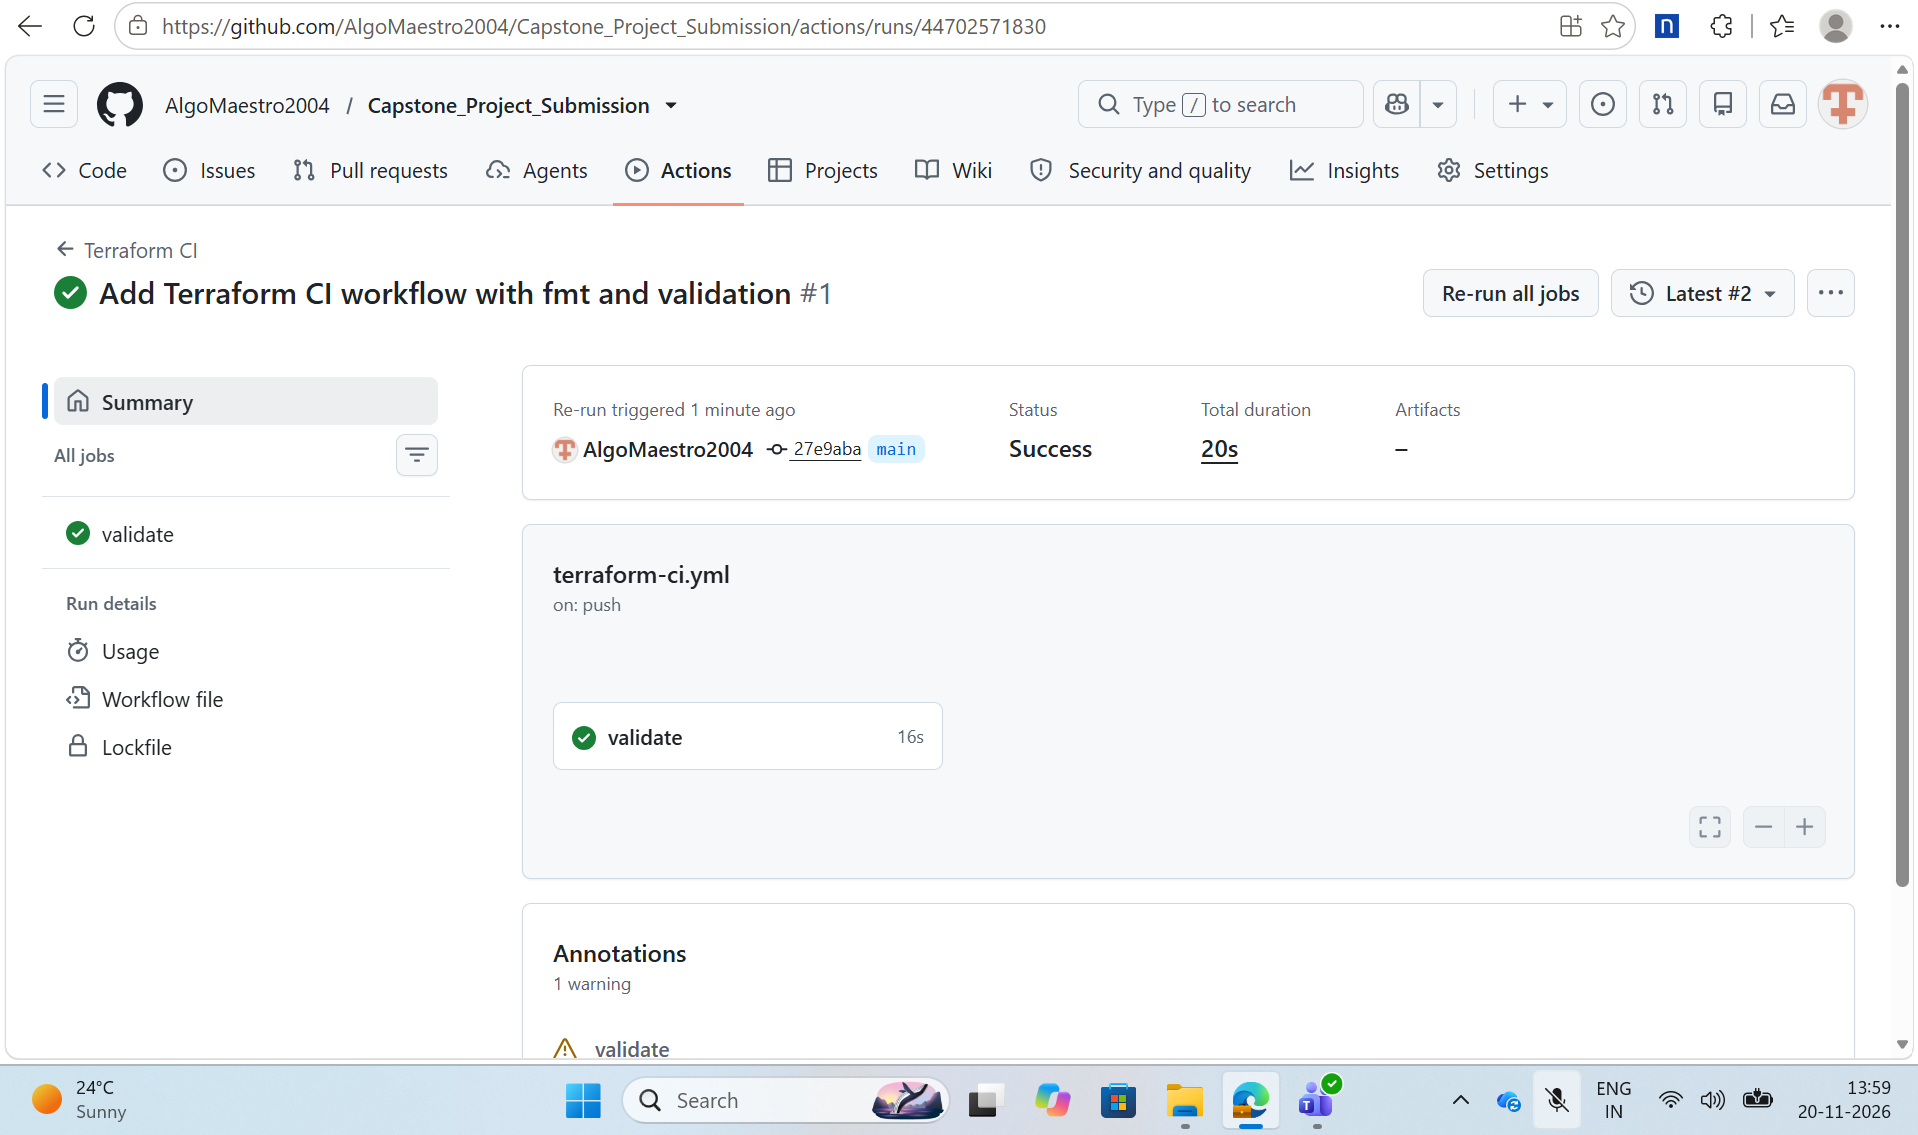 https://github.com/AlgoMaestro2004/Capstone_Project_Submission/actions/runs/44702571830
AlgoMaestro2004 / Capstone_Project_Submission
Type / to search
Code Issues Pull requests Agents Actions Projects Wiki Security and quality Insights Settings
Terraform CI
Add Terraform CI workflow with fmt and validation #1
Re-run all jobs
Latest #2
Summary
All jobs
validate
Run details
Usage
Workflow file
Lockfile
Re-run triggered 1 minute ago
AlgoMaestro2004 27e9aba main
Status
Success
Total duration
20s
Artifacts
–
terraform-ci.yml
on: push
validate 16s
Annotations
1 warning
validate
24°C
Sunny
Search
ENG
IN
13:59
20-11-2026